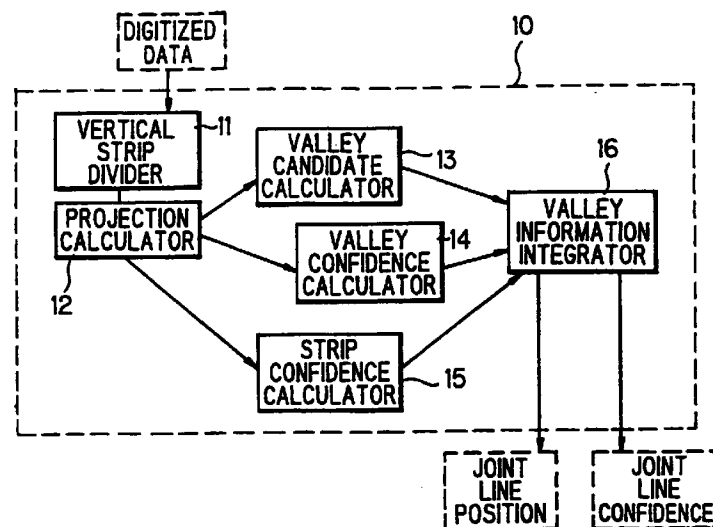 DIGITIZED
DATA
10
VERTICAL
STRIP
DIVIDER
11
VALLEY
CANDIDATE
CALCULATOR
13
16
PROJECTION
CALCULATOR
12
VALLEY
CONFIDENCE
CALCULATOR
14
VALLEY
INFORMATION
INTEGRATOR
STRIP
CONFIDENCE
CALCULATOR
15
JOINT
LINE
POSITION
JOINT
LINE
CONFIDENCE